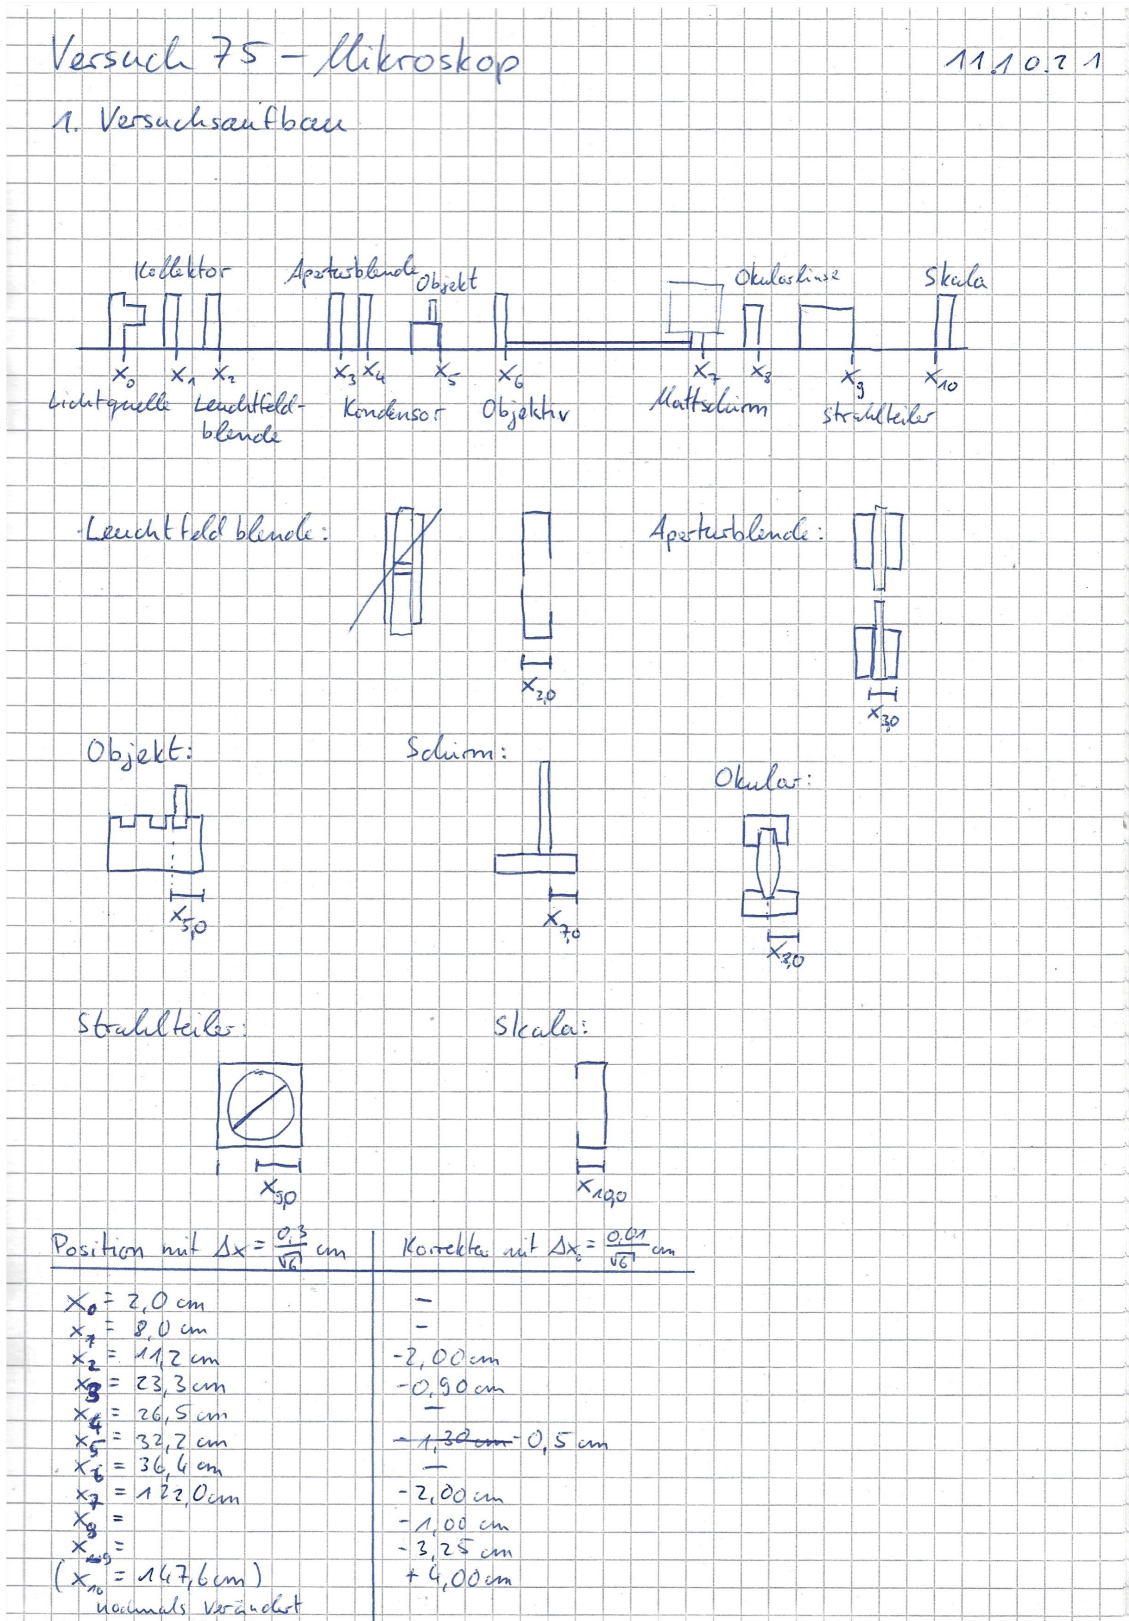 Versuch 75 - Mikroskop 11.10.21
1. Versuchsaufbau
Kollektor Aperturblende Objekt Okularlinse Skala
x₀ x₁ x₂ x₃ x₄ x₅ x₆ x₇ x₈ x₉ x₁₀
Lichtquelle Leuchtfeld- Kondensor Objektiv Mattschirm Strahlteiler
blende
Leuchtfeldblende: Aperturblende:
x₂,₀ x₃,₀
Objekt: Schirm: Okular:
x₅,₀ x₇,₀ x₈,₀
Strahlteiler: Skala:
x₉,₀ x₁₀,₀
Position mit Δx = 0,3/√6 cm Korrektur mit Δxᵢ = 0,01/√6 cm
x₀ = 2,0 cm –
x₁ = 8,0 cm –
x₂ = 11,2 cm -2,00 cm
x₃ = 23,3 cm -0,90 cm
x₄ = 26,5 cm –
x₅ = 32,2 cm -1,30 cm -0,5 cm
x₆ = 36,4 cm –
x₇ = 122,0 cm -2,00 cm
x₈ = -1,00 cm
x₉ = -3,25 cm
(x₁₀ = 147,6 cm) +4,00 cm
nochmals verändert